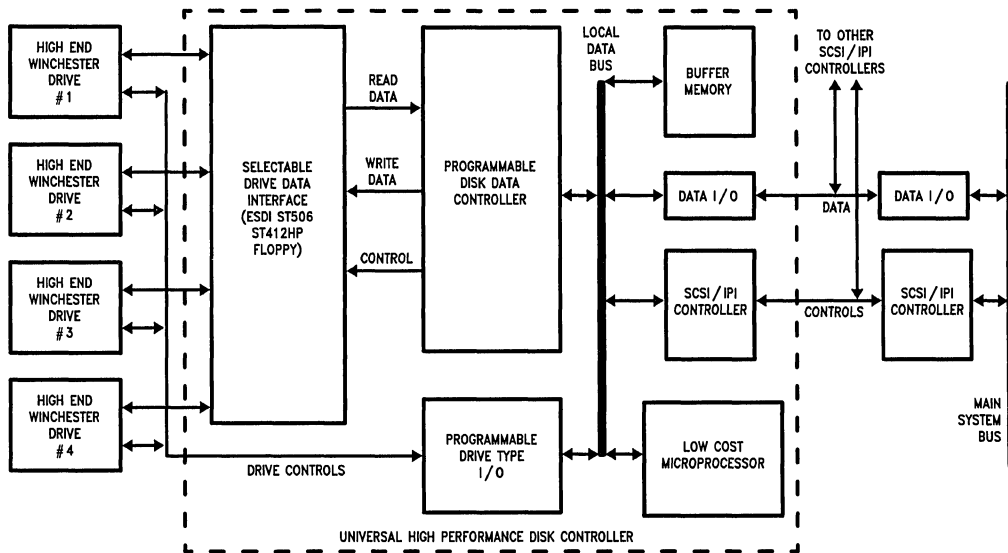 HIGH END
WINCHESTER
DRIVE
#1
HIGH END
WINCHESTER
DRIVE
#2
HIGH END
WINCHESTER
DRIVE
#3
HIGH END
WINCHESTER
DRIVE
#4
SELECTABLE
DRIVE DATA
INTERFACE
(ESDI ST506
ST412HP
FLOPPY)
READ
DATA
WRITE
DATA
CONTROL
DRIVE CONTROLS
PROGRAMMABLE
DISK DATA
CONTROLLER
PROGRAMMABLE
DRIVE TYPE
I/O
LOCAL
DATA
BUS
BUFFER
MEMORY
DATA I/O
SCSI/IPI
CONTROLLER
LOW COST
MICROPROCESSOR
TO OTHER
SCSI/IPI
CONTROLLERS
DATA
CONTROLS
DATA I/O
SCSI/IPI
CONTROLLER
MAIN
SYSTEM
BUS
UNIVERSAL HIGH PERFORMANCE DISK CONTROLLER